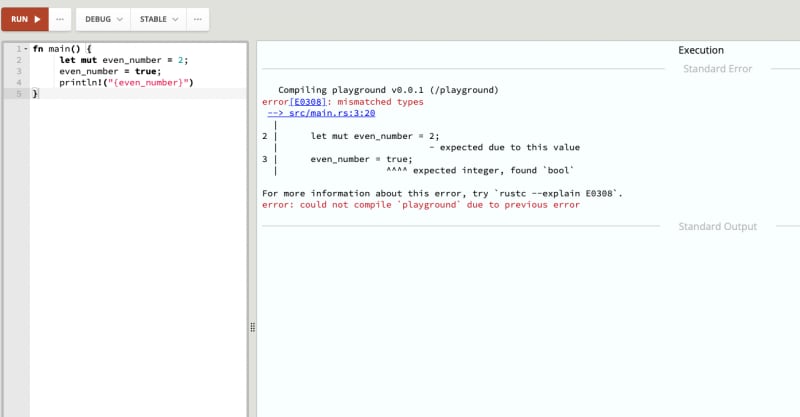 RUN ▶ ... DEBUG STABLE ...
1 fn main() {
2     let mut even_number = 2;
3     even_number = true;
4     println!("{even_number}")
5 }
Execution
Standard Error
   Compiling playground v0.0.1 (/playground)
error[E0308]: mismatched types
 --> src/main.rs:3:20
  |
2 |     let mut even_number = 2;
  |                           - expected due to this value
3 |     even_number = true;
  |                   ^^^^ expected integer, found `bool`
For more information about this error, try `rustc --explain E0308`.
error: could not compile `playground` due to previous error
Standard Output